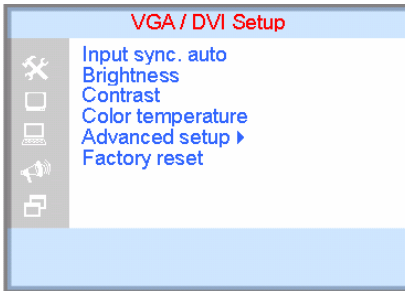 VGA / DVI Setup
Input sync. auto
Brightness
Contrast
Color temperature
Advanced setup
Factory reset